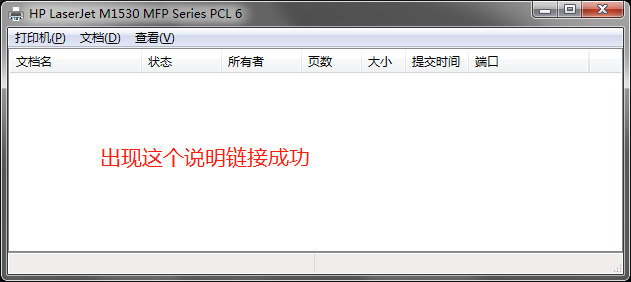 HP LaserJet M1530 MFP Series PCL 6
打印机(P) 文档(D) 查看(V)
文档名 状态 所有者 页数 大小 提交时间 端口
出现这个说明链接成功